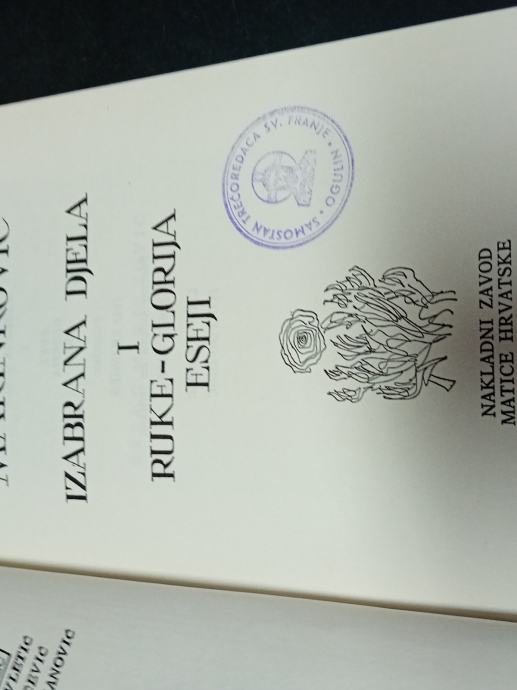 IZABRANA DJELA
I
RUKE-GLORIJA
ESEJI
SAMOSTAN TREĆOREDACA SV. FRANJE • OGULIN •
NAKLADNI ZAVOD
MATICE HRVATSKE